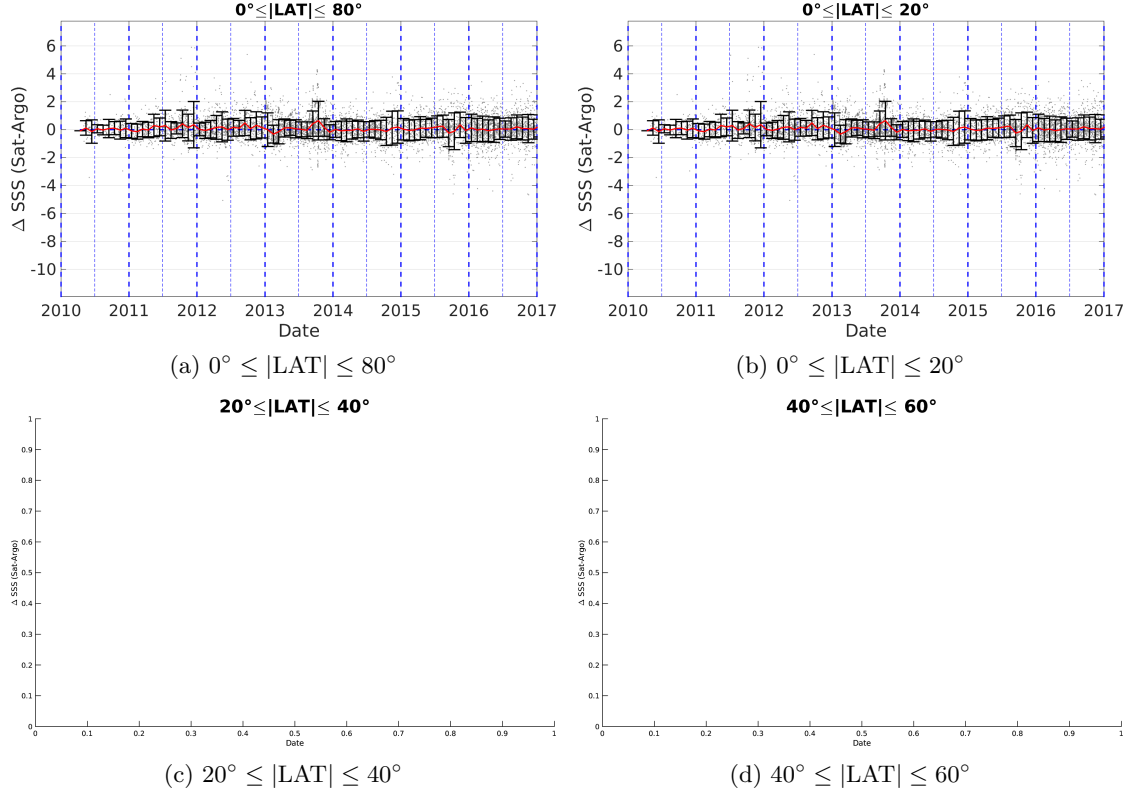 0°≤|LAT|≤ 80°
6
4
2
0
-2
-4
-6
-8
-10
Δ SSS (Sat-Argo)
2010 2011 2012 2013 2014 2015 2016 2017
Date
(a) 0° ≤ |LAT| ≤ 80°
0°≤|LAT|≤ 20°
6
4
2
0
-2
-4
-6
-8
-10
Δ SSS (Sat-Argo)
2010 2011 2012 2013 2014 2015 2016 2017
Date
(b) 0° ≤ |LAT| ≤ 20°
20°≤|LAT|≤ 40°
1
0.9
0.8
0.7
0.6
0.5
0.4
0.3
0.2
0.1
0
Δ SSS (Sat-Argo)
0 0.1 0.2 0.3 0.4 0.5 0.6 0.7 0.8 0.9 1
Date
(c) 20° ≤ |LAT| ≤ 40°
40°≤|LAT|≤ 60°
1
0.9
0.8
0.7
0.6
0.5
0.4
0.3
0.2
0.1
0
Δ SSS (Sat-Argo)
0 0.1 0.2 0.3 0.4 0.5 0.6 0.7 0.8 0.9 1
Date
(d) 40° ≤ |LAT| ≤ 60°